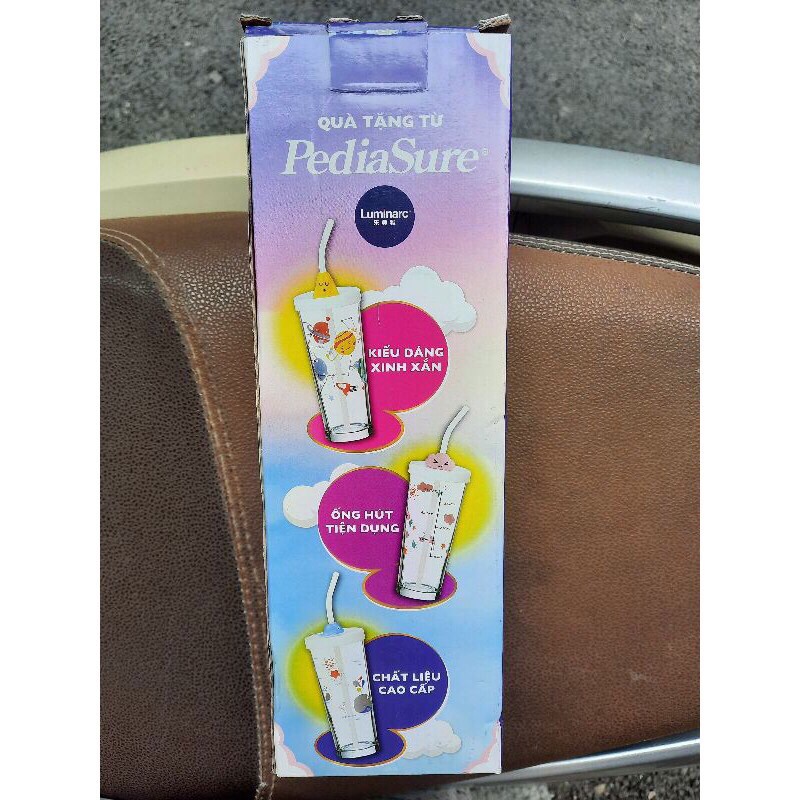 QUÀ TẶNG TỪ
PediaSure®
Luminarc®
KIỂU DÁNG
XINH XẮN
ỐNG HÚT
TIỆN DỤNG
CHẤT LIỆU
CAO CẤP